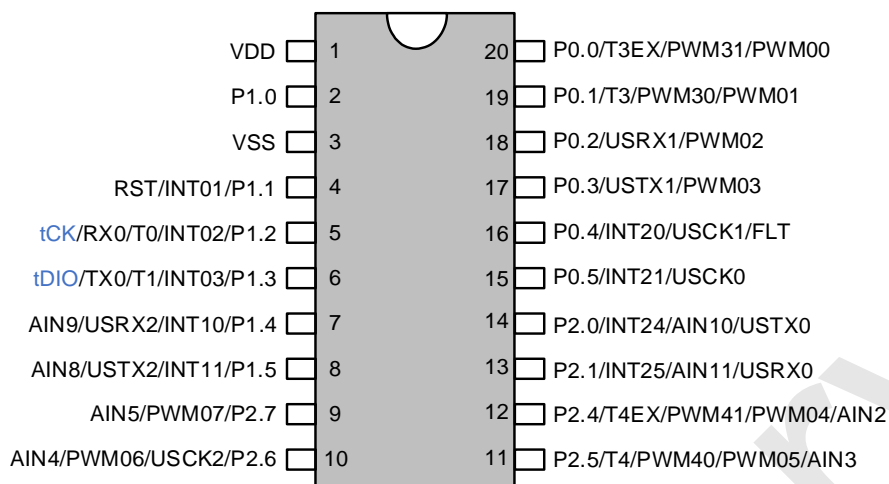 VDD 1 20 P0.0/T3EX/PWM31/PWM00
P1.0 2 19 P0.1/T3/PWM30/PWM01
VSS 3 18 P0.2/USRX1/PWM02
RST/INT01/P1.1 4 17 P0.3/USTX1/PWM03
tCK/RX0/T0/INT02/P1.2 5 16 P0.4/INT20/USCK1/FLT
tDIO/TX0/T1/INT03/P1.3 6 15 P0.5/INT21/USCK0
AIN9/USRX2/INT10/P1.4 7 14 P2.0/INT24/AIN10/USTX0
AIN8/USTX2/INT11/P1.5 8 13 P2.1/INT25/AIN11/USRX0
AIN5/PWM07/P2.7 9 12 P2.4/T4EX/PWM41/PWM04/AIN2
AIN4/PWM06/USCK2/P2.6 10 11 P2.5/T4/PWM40/PWM05/AIN3